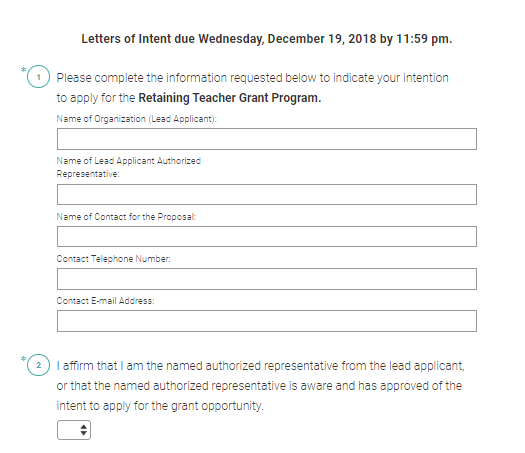 Letters of Intent due Wednesday, December 19, 2018 by 11:59 pm.
* 1 Please complete the information requested below to indicate your intention
to apply for the Retaining Teacher Grant Program.
Name of Organization (Lead Applicant):
Name of Lead Applicant Authorized
Representative:
Name of Contact for the Proposal:
Contact Telephone Number:
Contact E-mail Address:
* 2 I affirm that I am the named authorized representative from the lead applicant,
or that the named authorized representative is aware and has approved of the
intent to apply for the grant opportunity.